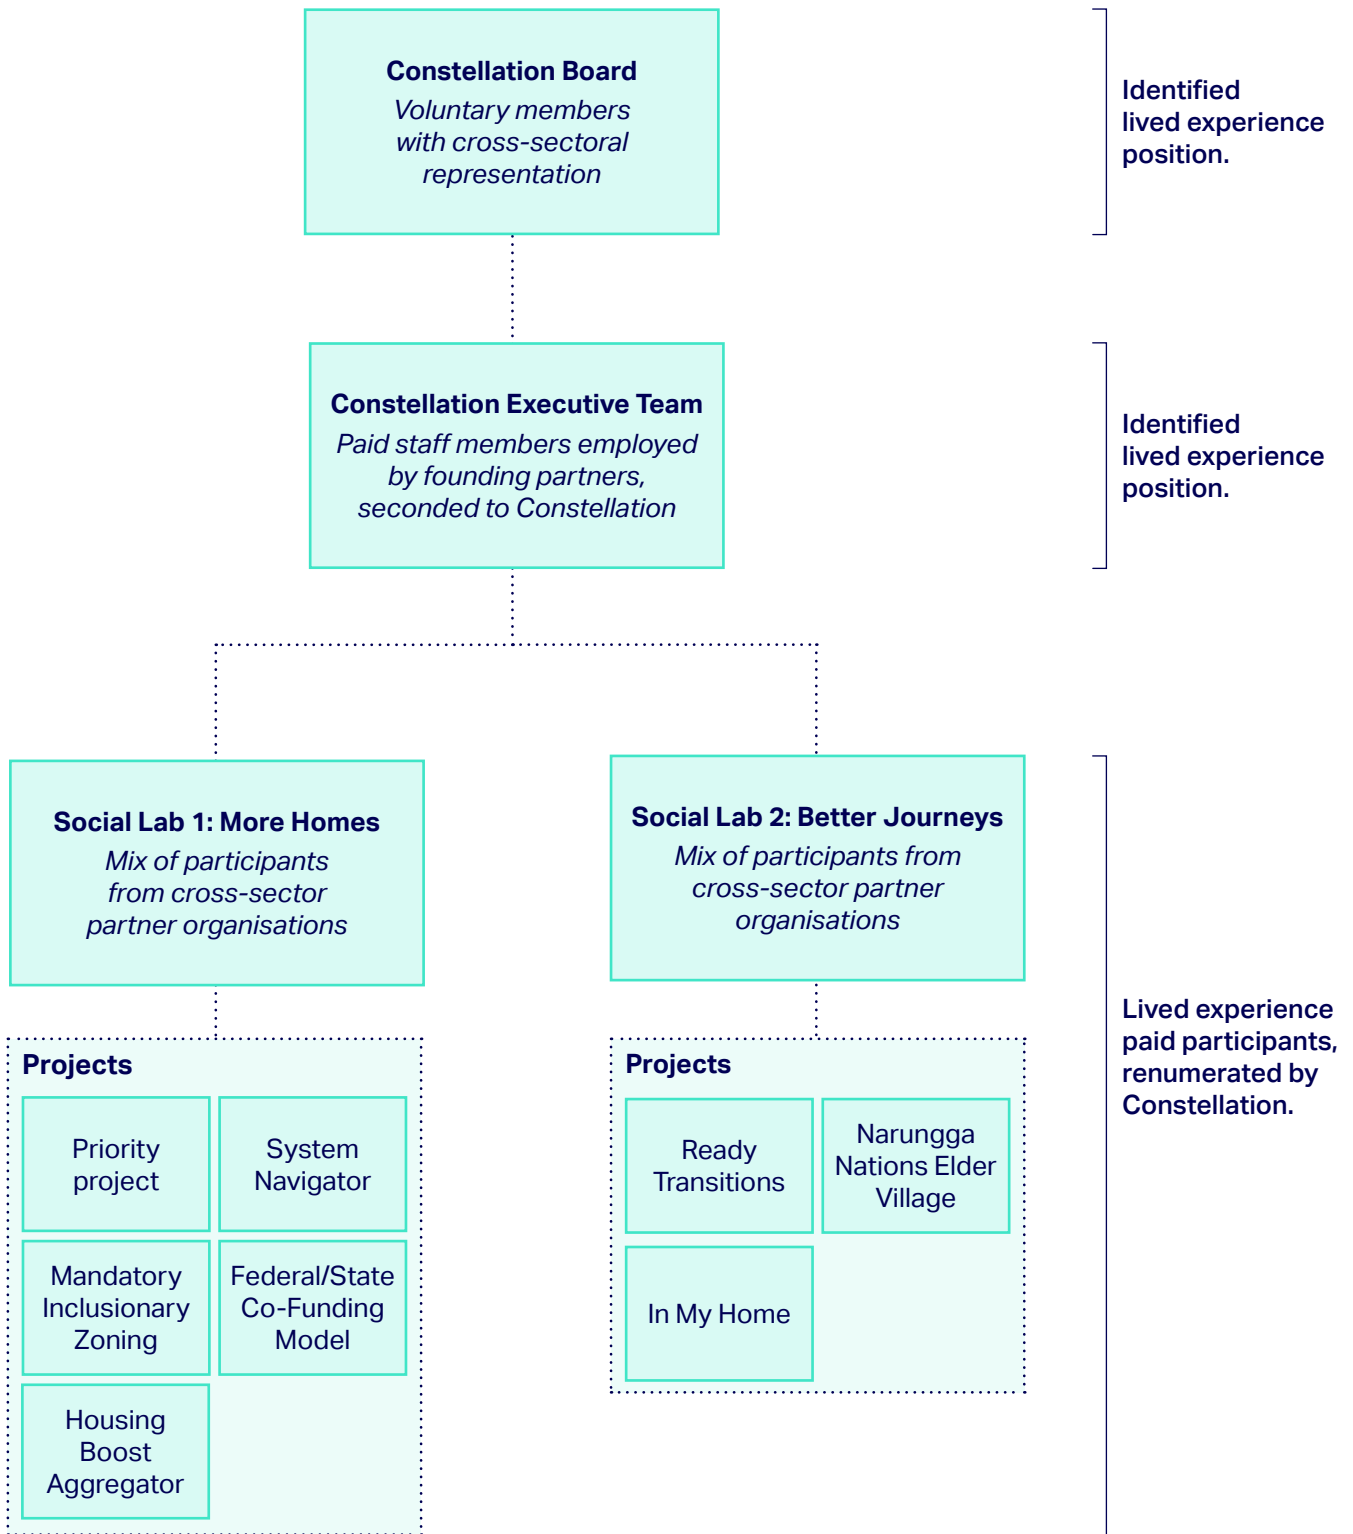 Constellation Board
Voluntary members
with cross-sectoral
representation
Identified
lived experience
position.
Constellation Executive Team
Paid staff members employed
by founding partners,
seconded to Constellation
Identified
lived experience
position.
Social Lab 1: More Homes
Mix of participants
from cross-sector
partner organisations
Social Lab 2: Better Journeys
Mix of participants from
cross-sector partner
organisations
Lived experience
paid participants,
renumerated by
Constellation.
Projects
Priority
project
System
Navigator
Mandatory
Inclusionary
Zoning
Federal/State
Co-Funding
Model
Housing
Boost
Aggregator
Projects
Ready
Transitions
Narungga
Nations Elder
Village
In My Home